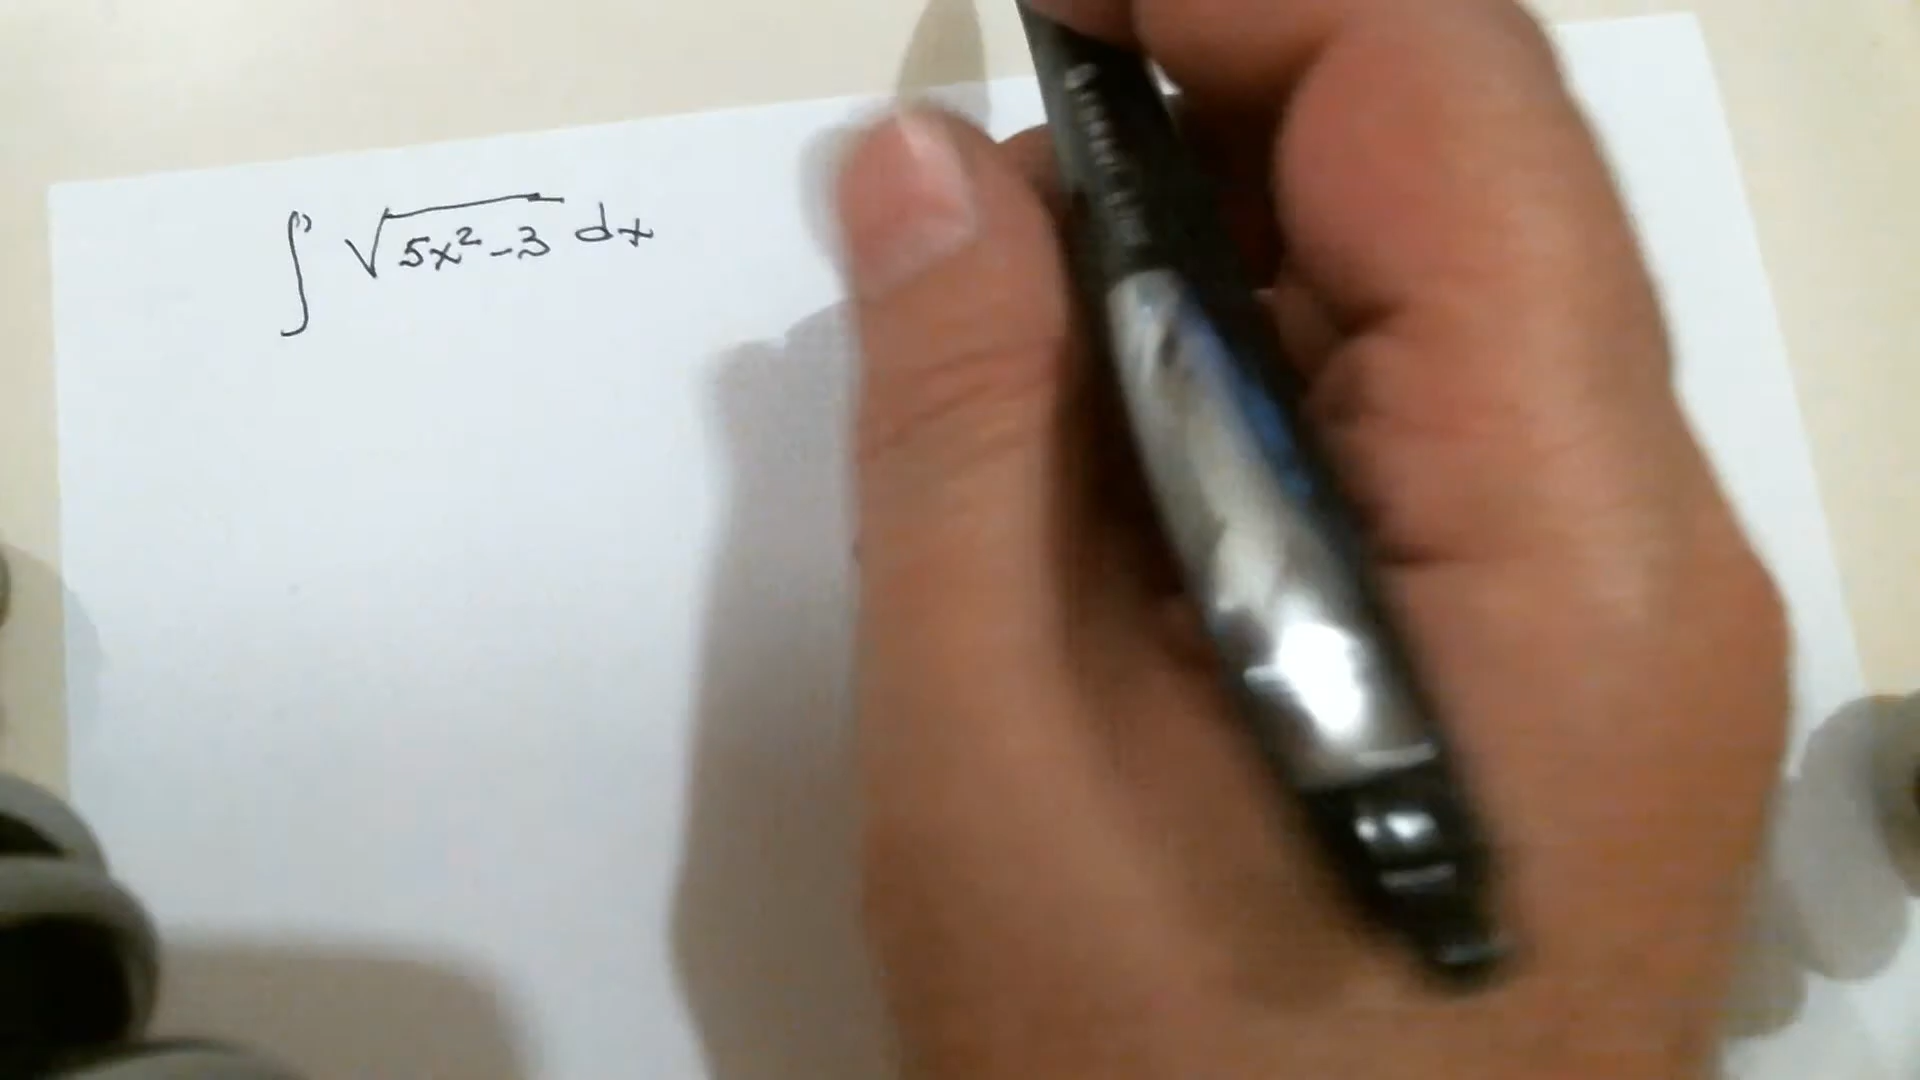 ∫ √5x²-3 dx